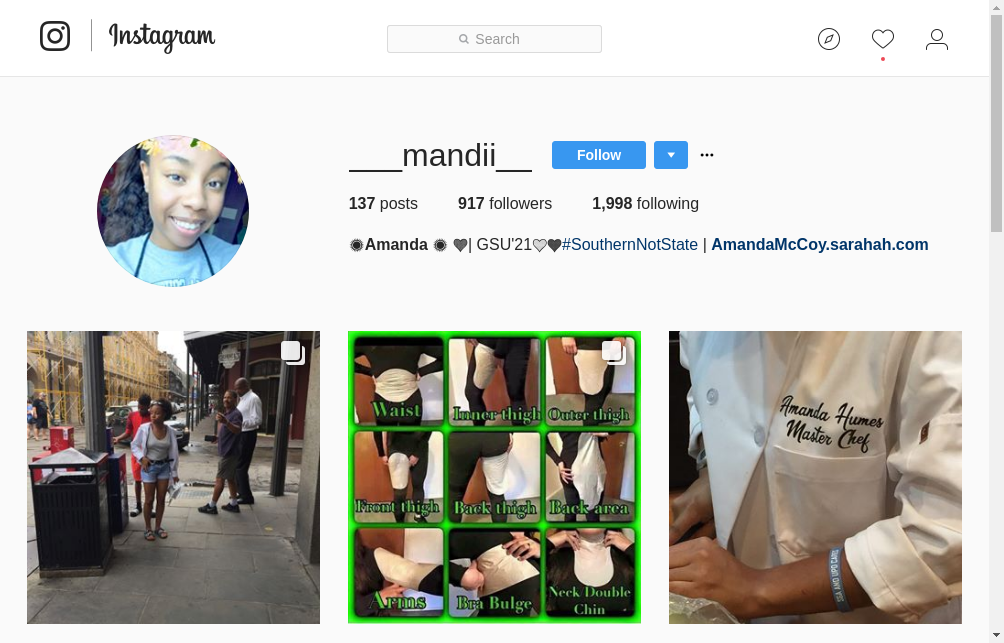 Instagram
Search
___mandii__
Follow
137 posts
917 followers
1,998 following
✺Amanda ✺ 🖤| GSU'21🤍🖤#SouthernNotState | AmandaMcCoy.sarahah.com
Waist
Inner thigh
Outer thigh
Front thigh
Back thigh
Back area
Arms
Bra Bulge
Neck Double
Chin
Amanda Humes
Master Chef